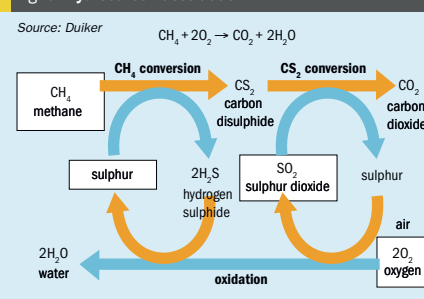 Source: Duiker
CH₄ + 2O₂ → CO₂ + 2H₂O
CH₄ conversion
CS₂ conversion
CH₄
methane
CS₂
carbon
disulphide
CO₂
carbon
dioxide
sulphur
2H₂S
hydrogen
sulphide
SO₂
sulphur dioxide
sulphur
air
2H₂O
water
oxidation
2O₂
oxygen